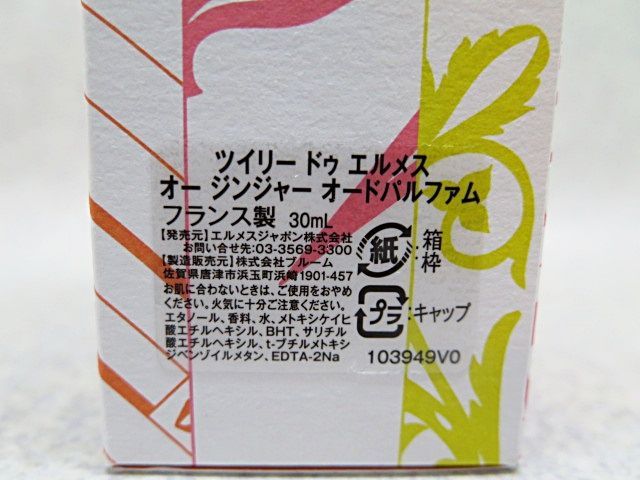 ツイリー ドゥ エルメス
オー ジンジャー オードパルファム
フランス製 30mL
【発売元】エルメスジャポン株式会社
お問い合せ先:03-3569-3300
【製造販売元】株式会社ブルーム
佐賀県唐津市浜玉町浜崎1901-457
お肌に合わないときは、ご使用をおやめ
ください。火気に十分ご注意ください。
エタノール、香料、水、メトキシケイヒ
酸エチルヘキシル、BHT、サリチル
酸エチルヘキシル、t-ブチルメトキシ
ジベンゾイルメタン、EDTA-2Na
紙 :箱
枠
プラ :キャップ
103949V0